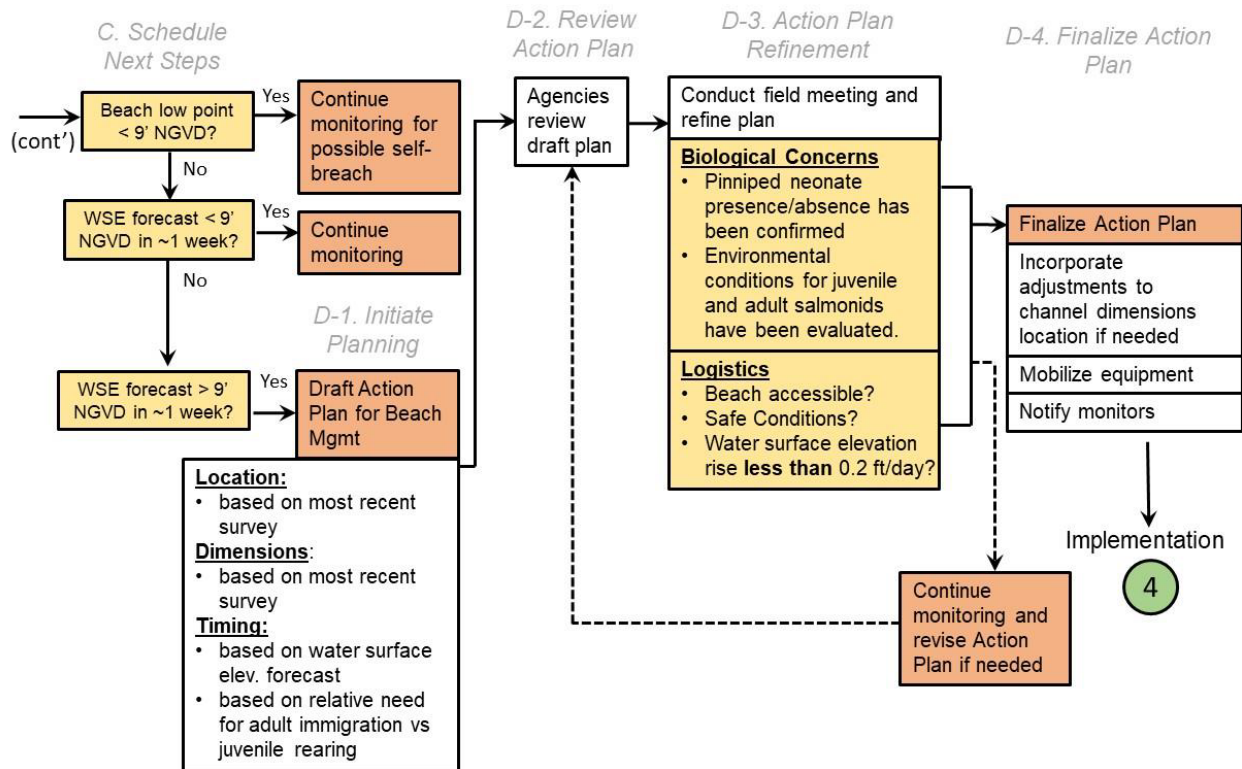 C. Schedule
Next Steps
(cont')
Beach low point
< 9' NGVD?
Yes
Continue
monitoring for
possible self-
breach
No
WSE forecast < 9'
NGVD in ~1 week?
Yes
Continue
monitoring
No
WSE forecast > 9'
NGVD in ~1 week?
Yes
D-1. Initiate
Planning
Draft Action
Plan for Beach
Mgmt
Location:
• based on most recent
survey
Dimensions:
• based on most recent
survey
Timing:
• based on water surface
elev. forecast
• based on relative need
for adult immigration vs
juvenile rearing
D-2. Review
Action Plan
Agencies
review
draft plan
D-3. Action Plan
Refinement
Conduct field meeting and
refine plan
Biological Concerns
• Pinniped neonate
presence/absence has
been confirmed
• Environmental
conditions for juvenile
and adult salmonids
have been evaluated.
Logistics
• Beach accessible?
• Safe Conditions?
• Water surface elevation
rise less than 0.2 ft/day?
Continue
monitoring and
revise Action
Plan if needed
D-4. Finalize Action
Plan
Finalize Action Plan
Incorporate
adjustments to
channel dimensions
location if needed
Mobilize equipment
Notify monitors
Implementation
4